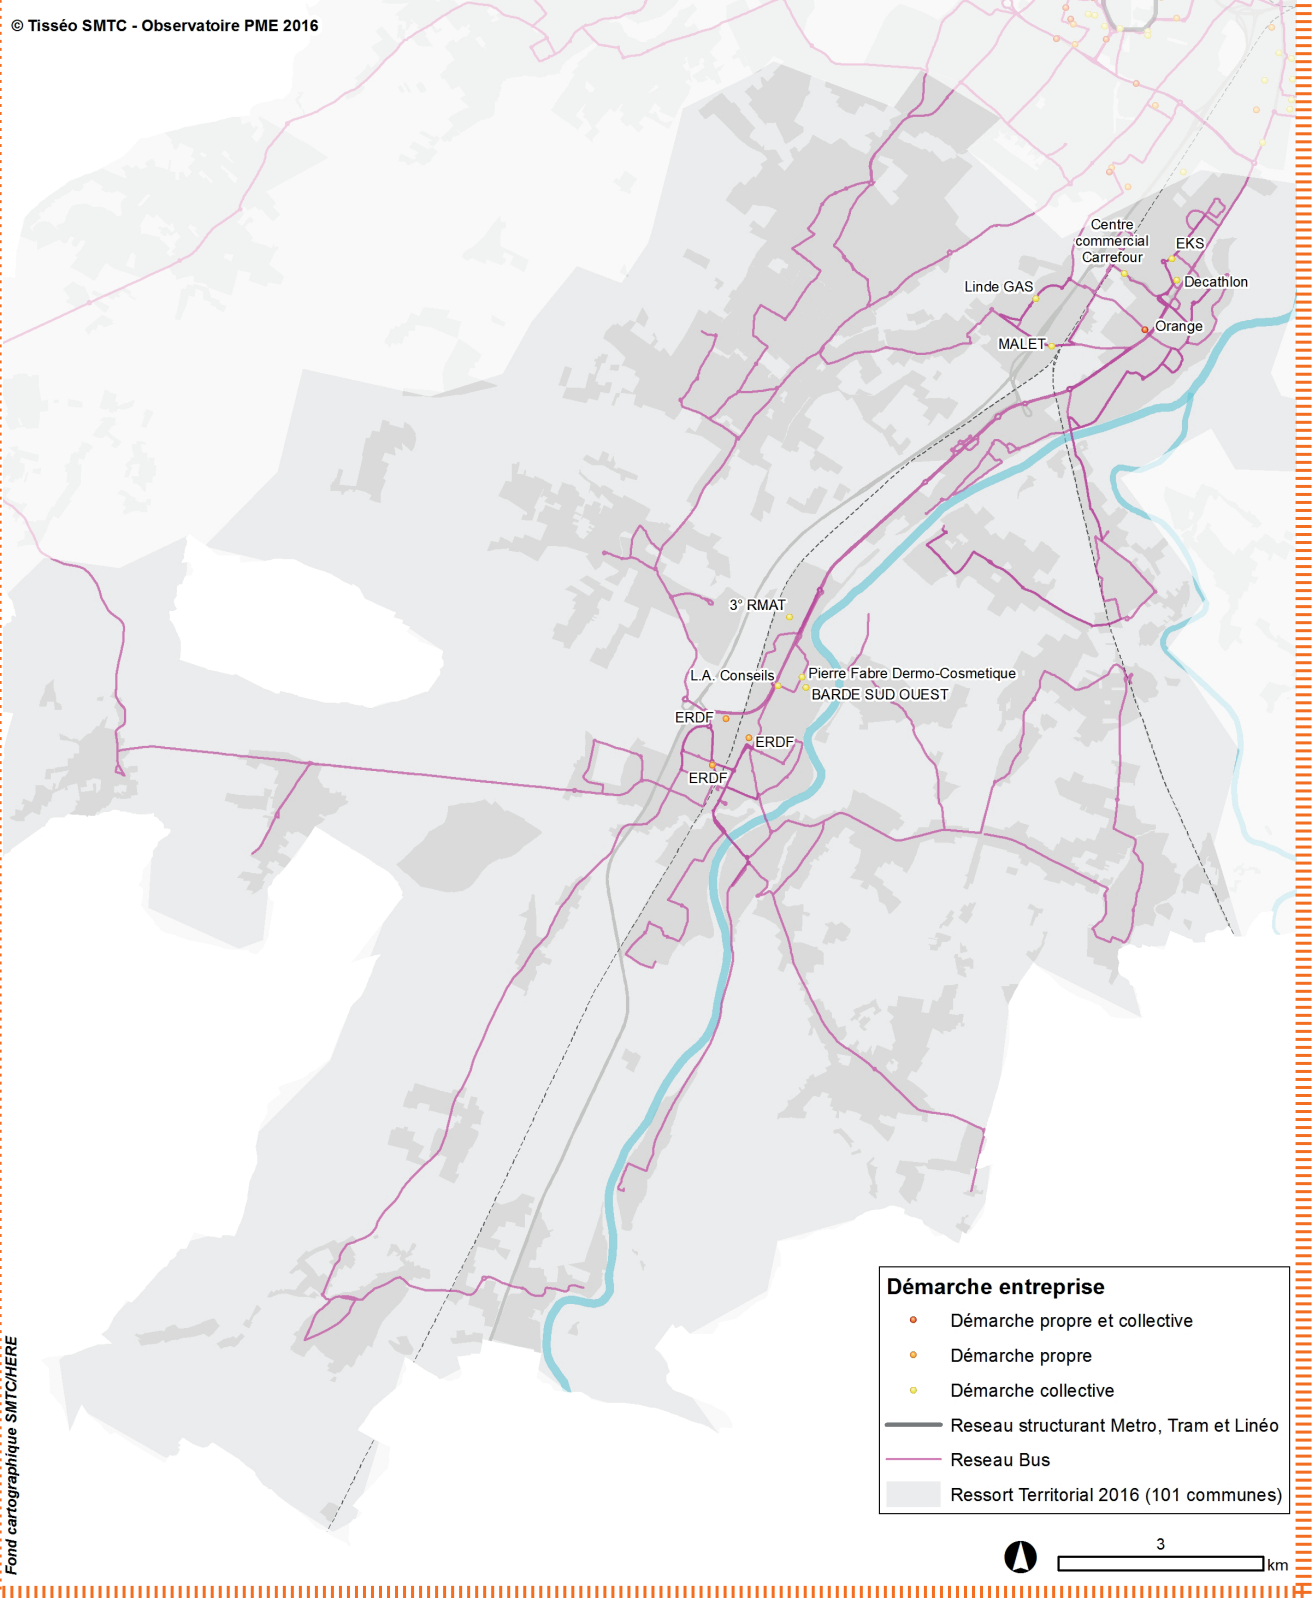 © Tisséo SMTC - Observatoire PME 2016
Centre
commercial
Carrefour
EKS
Decathlon
Linde GAS
Orange
MALET
3° RMAT
L.A. Conseils
Pierre Fabre Dermo-Cosmetique
BARDE SUD OUEST
ERDF
ERDF
ERDF
Démarche entreprise
Démarche propre et collective
Démarche propre
Démarche collective
Reseau structurant Metro, Tram et Linéo
Reseau Bus
Ressort Territorial 2016 (101 communes)
3
km
Fond cartographique SMTC/HERE